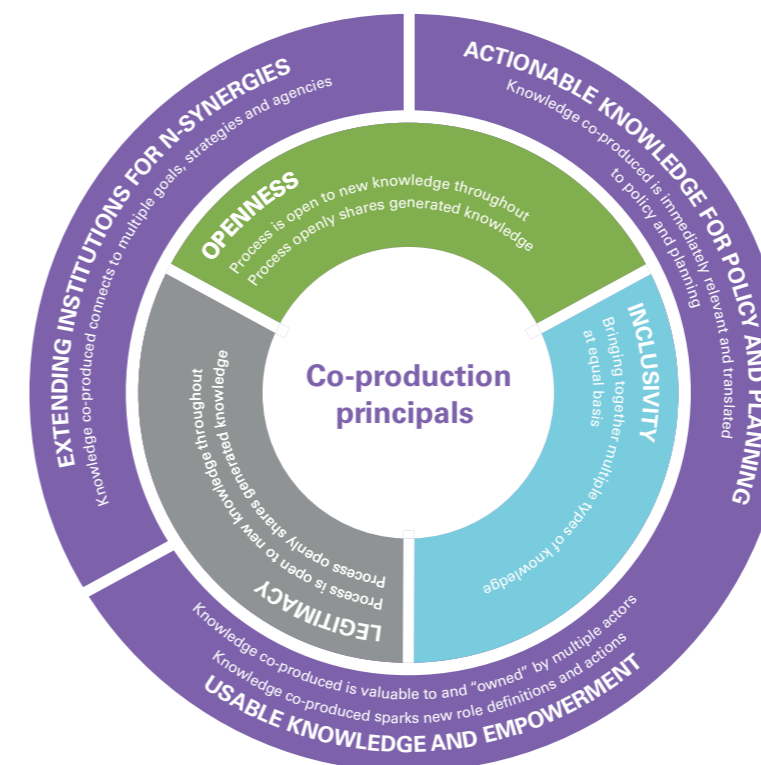 EXTENDING INSTITUTIONS FOR N-SYNERGIES
Knowledge co-produced connects to multiple goals, strategies and agencies
ACTIONABLE KNOWLEDGE FOR POLICY AND PLANNING
Knowledge co-produced is immediately relevant and translated
to policy and planning
OPENNESS
Process is open to new knowledge throughout
Process openly shares generated knowledge
INCLUSIVITY
Bringing together multiple types of knowledge
at equal basis
Co-production
principals
Process openly shares generated knowledge
Process is open to new knowledge throughout
LEGITIMACY
Knowledge co-produced is valuable to and “owned” by multiple actors
Knowledge co-produced sparks new role definitions and actions
USABLE KNOWLEDGE AND EMPOWERMENT